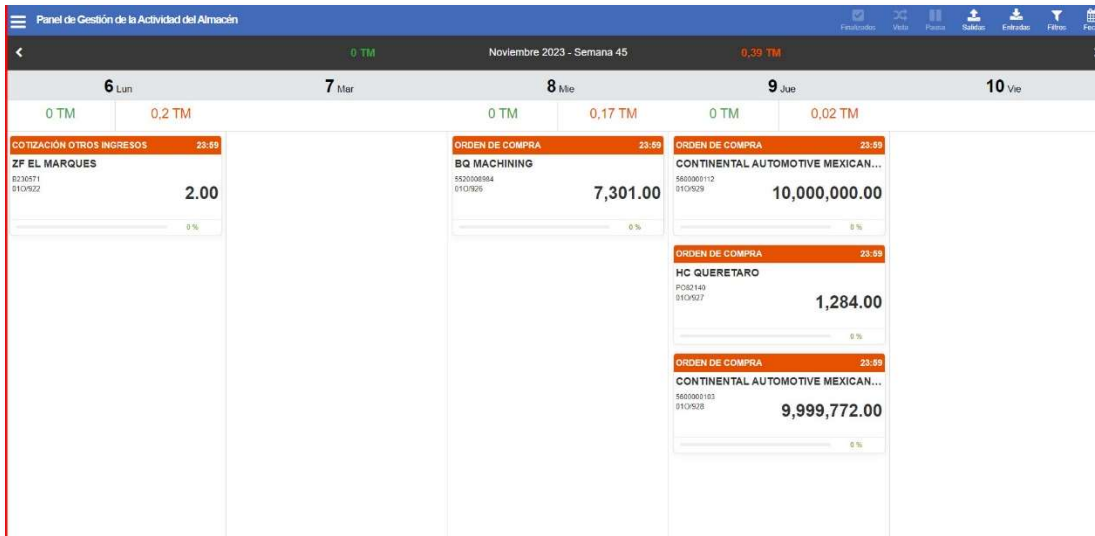 Panel de Gestión de la Actividad del Almacén
Finalizados Vista Pausa Salidas Entradas Filtros Fec
0 TM Noviembre 2023 - Semana 45 0,39 TM
6 Lun 7 Mar 8 Mie 9 Jue 10 Vie
0 TM 0,2 TM 0 TM 0,17 TM 0 TM 0,02 TM
COTIZACIÓN OTROS INGRESOS 23:59
ZF EL MARQUES
B230571
01O/922
2.00
0 %
ORDEN DE COMPRA 23:59
BQ MACHINING
5520008984
01O/926
7,301.00
0 %
ORDEN DE COMPRA 23:59
CONTINENTAL AUTOMOTIVE MEXICAN...
5600000112
01O/929
10,000,000.00
0 %
ORDEN DE COMPRA 23:59
HC QUERETARO
PO82140
01O/927
1,284.00
0 %
ORDEN DE COMPRA 23:59
CONTINENTAL AUTOMOTIVE MEXICAN...
5600000103
01O/928
9,999,772.00
0 %